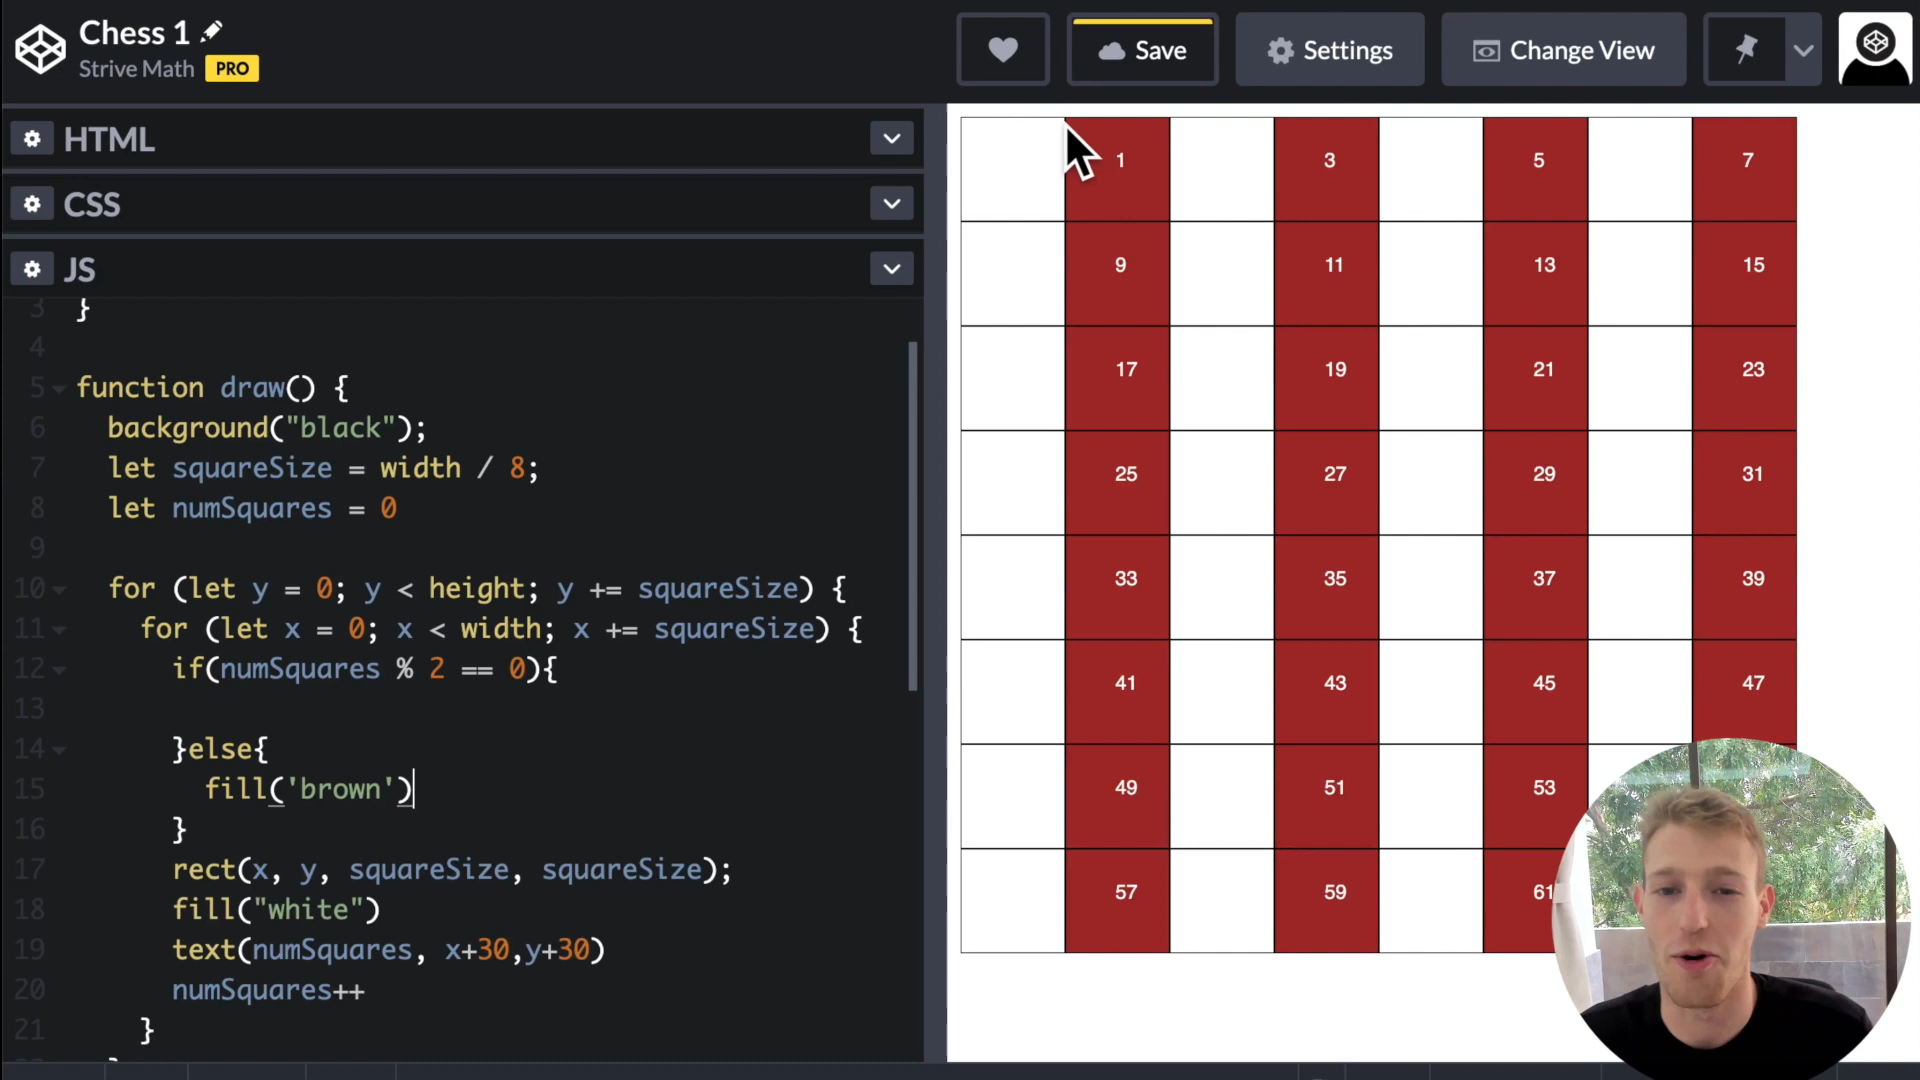 Chess 1
Strive Math PRO
Save
Settings
Change View
HTML
CSS
JS
3 }
4
5 function draw() {
6 background("black");
7 let squareSize = width / 8;
8 let numSquares = 0
9
10 for (let y = 0; y < height; y += squareSize) {
11 for (let x = 0; x < width; x += squareSize) {
12 if(numSquares % 2 == 0){
13
14 }else{
15 fill('brown')
16 }
17 rect(x, y, squareSize, squareSize);
18 fill("white")
19 text(numSquares, x+30,y+30)
20 numSquares++
21 }
1 3 5 7
9 11 13 15
17 19 21 23
25 27 29 31
33 35 37 39
41 43 45 47
49 51 53
57 59 61